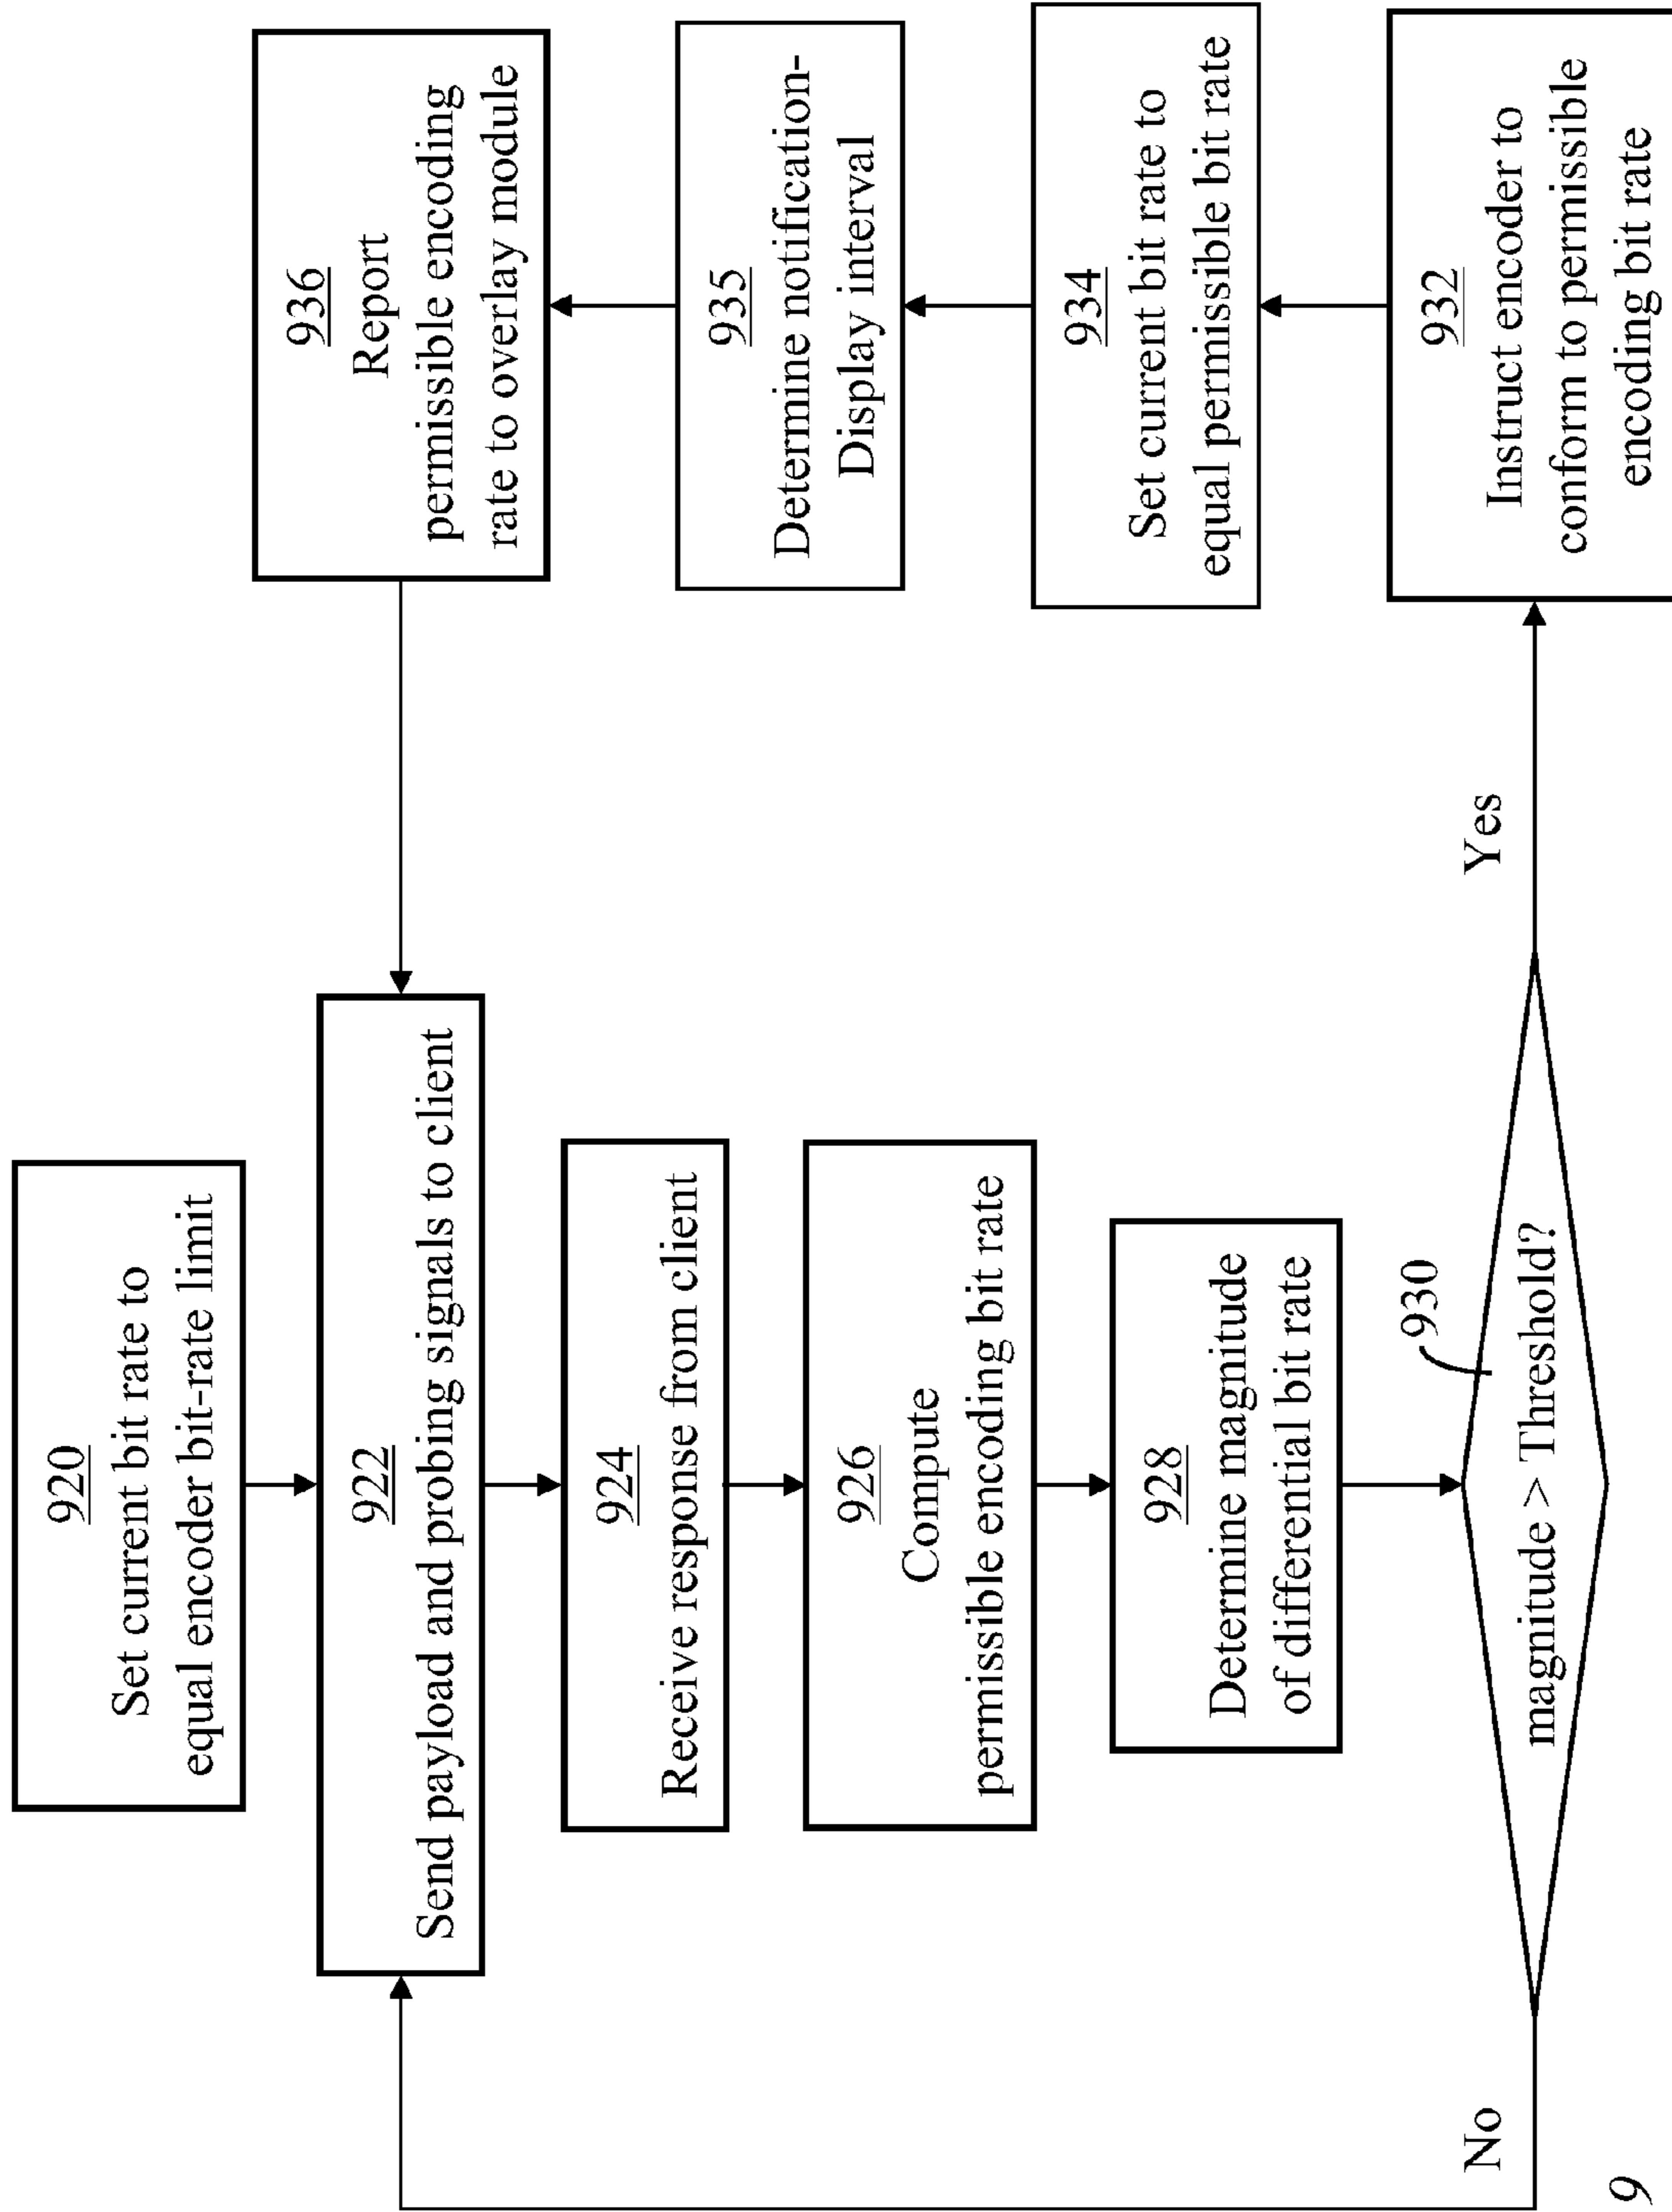 920
Set current bit rate to
equal encoder bit-rate limit
922
Send payload and probing signals to client
924
Receive response from client
926
Compute
permissible encoding bit rate
928
Determine magnitude
of differential bit rate
930
magnitude > Threshold?
No
Yes
932
Instruct encoder to
conform to permissible
encoding bit rate
934
Set current bit rate to
equal permissible bit rate
935
Determine notification-
Display interval
936
Report
permissible encoding
rate to overlay module
9